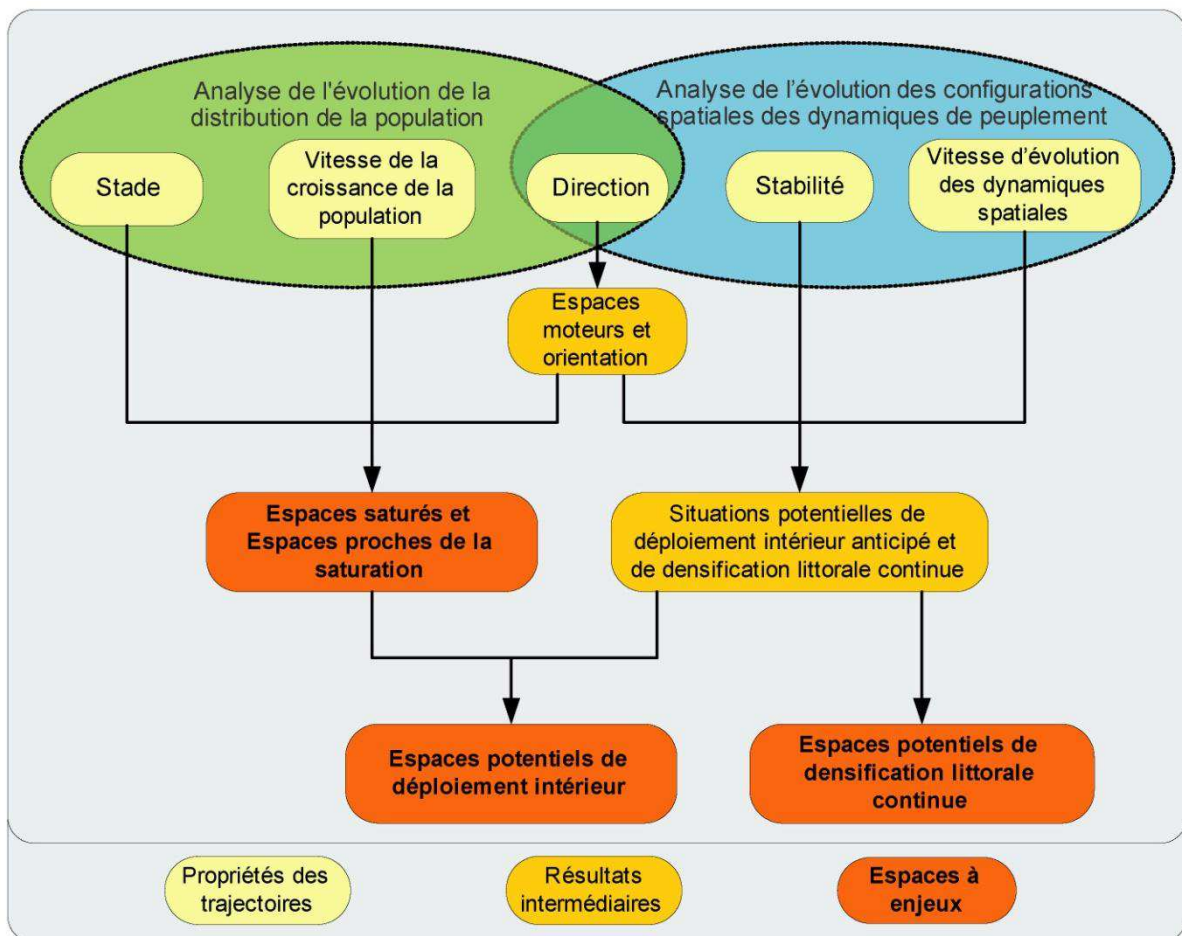 Analyse de l'évolution de la
distribution de la population
Analyse de l'évolution des configurations
spatiales des dynamiques de peuplement
Stade
Vitesse de la
croissance de la
population
Direction
Stabilité
Vitesse d'évolution
des dynamiques
spatiales
Espaces
moteurs et
orientation
Espaces saturés et
Espaces proches de la
saturation
Situations potentielles de
déploiement intérieur anticipé et
de densification littorale continue
Espaces potentiels de
déploiement intérieur
Espaces potentiels de
densification littorale
continue
Propriétés des
trajectoires
Résultats
intermédiaires
Espaces à
enjeux